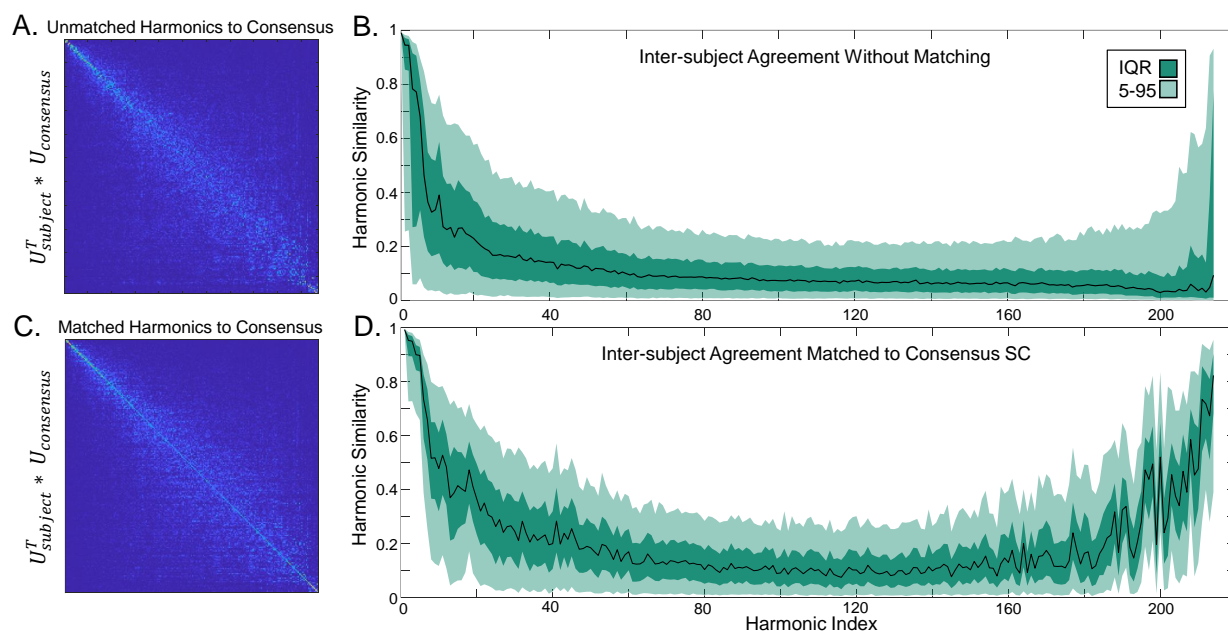 A. Unmatched Harmonics to Consensus
U^T_subject * U_consensus
B.
Inter-subject Agreement Without Matching
IQR
5-95
Harmonic Similarity
1
0.8
0.6
0.4
0.2
0
0 40 80 120 160 200
C. Matched Harmonics to Consensus
U^T_subject * U_consensus
D.
Inter-subject Agreement Matched to Consensus SC
Harmonic Similarity
1
0.8
0.6
0.4
0.2
0
0 40 80 120 160 200
Harmonic Index